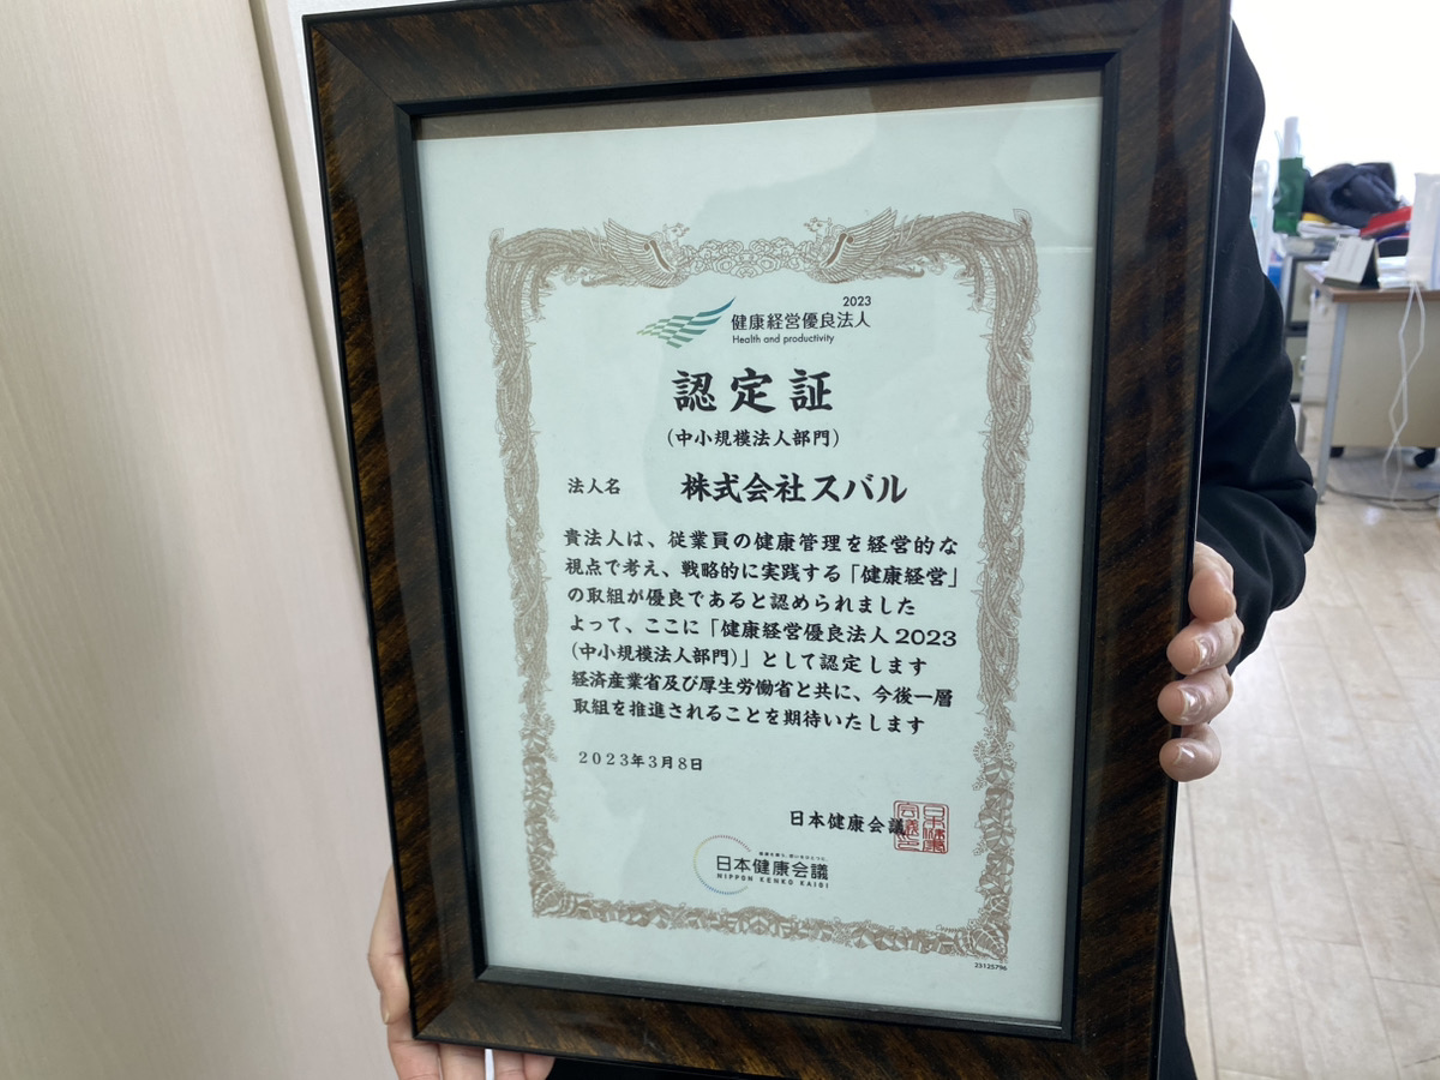 2023
健康経営優良法人
Health and productivity
認定証
(中小規模法人部門)
法人名 株式会社スバル
貴法人は、従業員の健康管理を経営的な
視点で考え、戦略的に実践する「健康経営」
の取組が優良であると認められました
よって、ここに「健康経営優良法人2023
(中小規模法人部門)」として認定します
経済産業省及び厚生労働省と共に、今後一層
取組を推進されることを期待いたします
2023年3月8日
日本健康会議
日本健康会議
NIPPON KENKO KAIGI
23125796